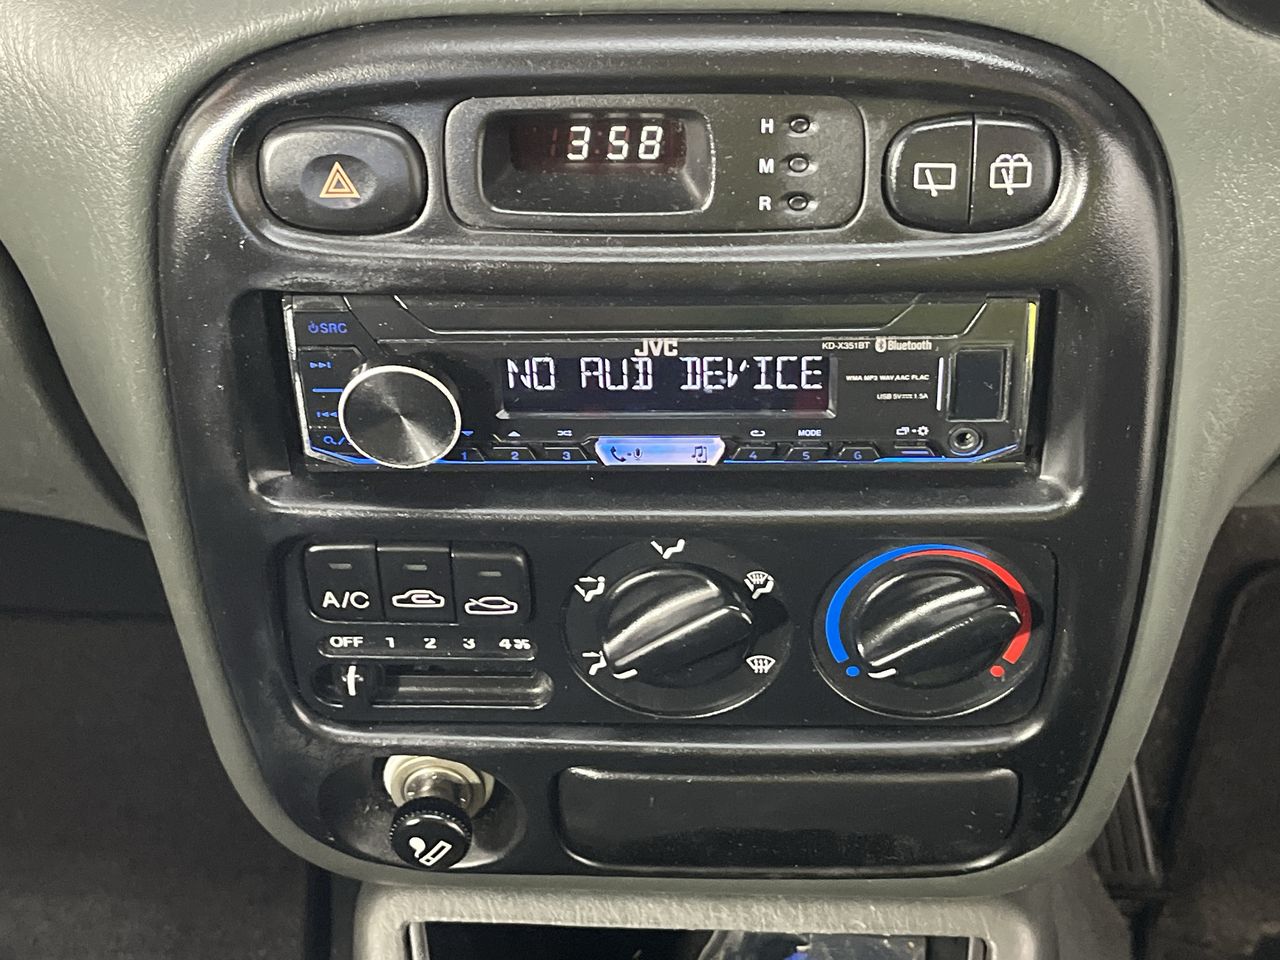 3:58
H
M
R
SRC
JVC
KD-X351BT Bluetooth
NO AUD DEVICE
WMA MP3 WAV AAC FLAC
USB 5V 1.5A
MODE
1 2 3 4 5 6
A/C
OFF 1 2 3 4